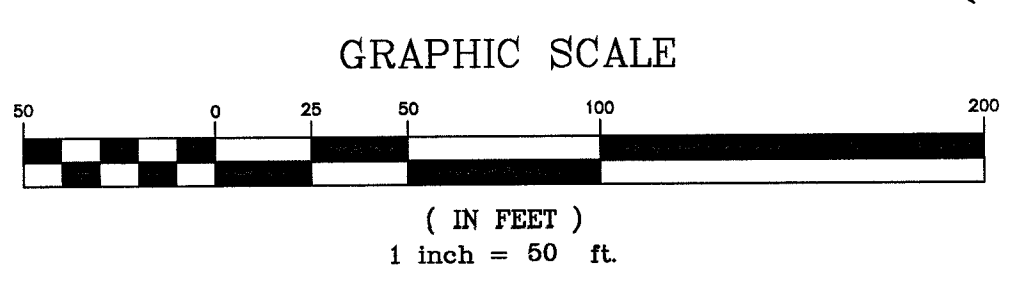 GRAPHIC SCALE
50 0 25 50 100 200
( IN FEET )
1 inch = 50 ft.